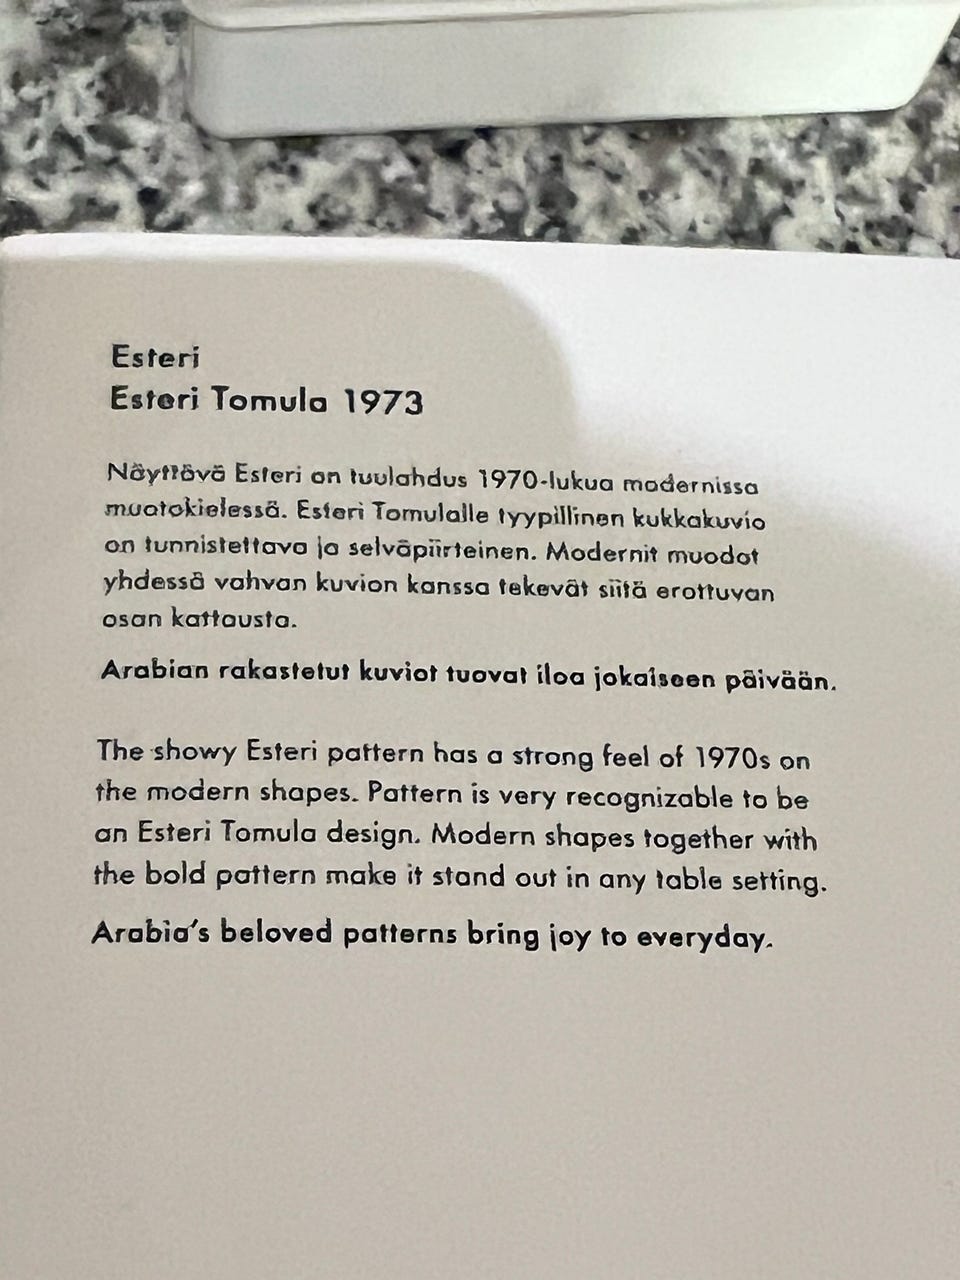 Esteri
Esteri Tomula 1973
Näyttävä Esteri on tuulahdus 1970-lukua modernissa
muotokielessä. Esteri Tomulalle tyypillinen kukkakuvio
on tunnistettava ja selväpiirteinen. Modernit muodot
yhdessä vahvan kuvion kanssa tekevät siitä erottuvan
osan kattausta.
Arabian rakastetut kuviot tuovat iloa jokaiseen päivään.
The showy Esteri pattern has a strong feel of 1970s on
the modern shapes. Pattern is very recognizable to be
an Esteri Tomula design. Modern shapes together with
the bold pattern make it stand out in any table setting.
Arabia's beloved patterns bring joy to everyday.